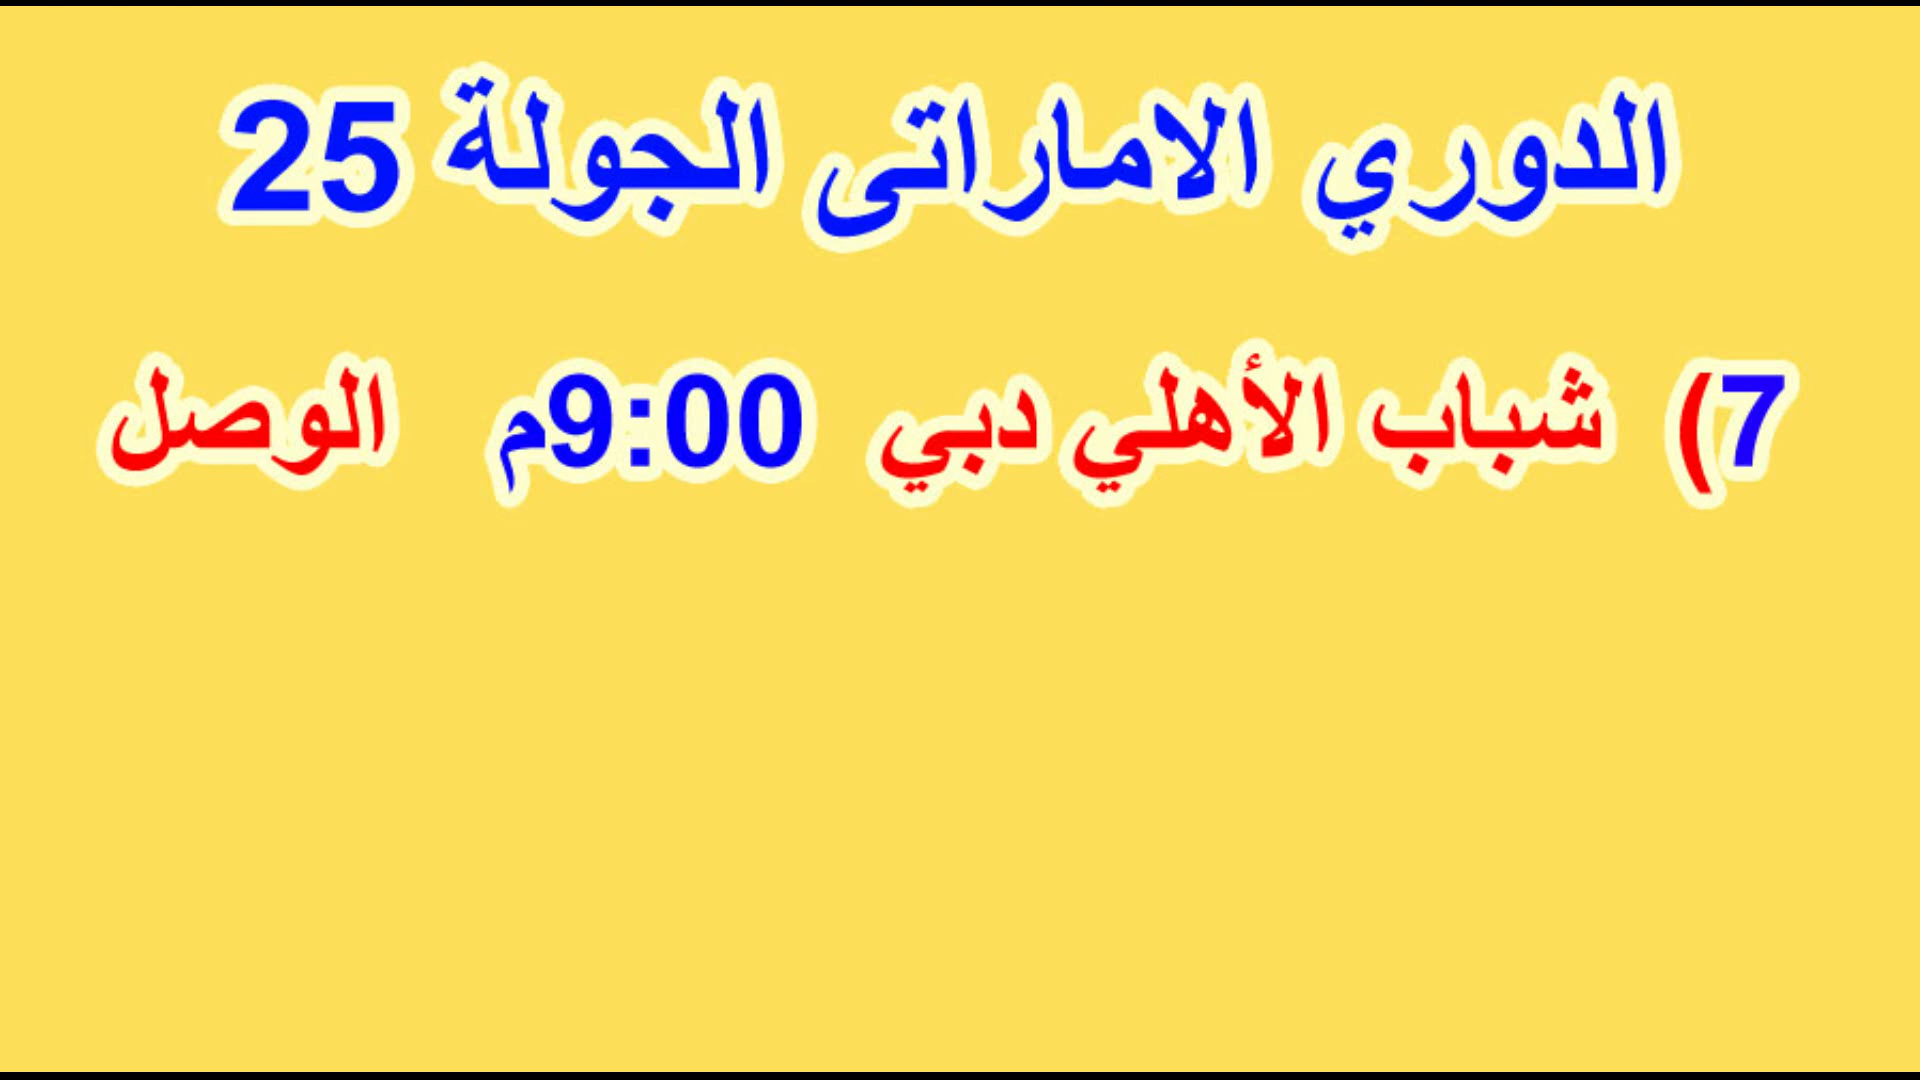 الدوري الاماراتى الجولة 25
7) شباب الأهلي دبي 9:00م الوصل